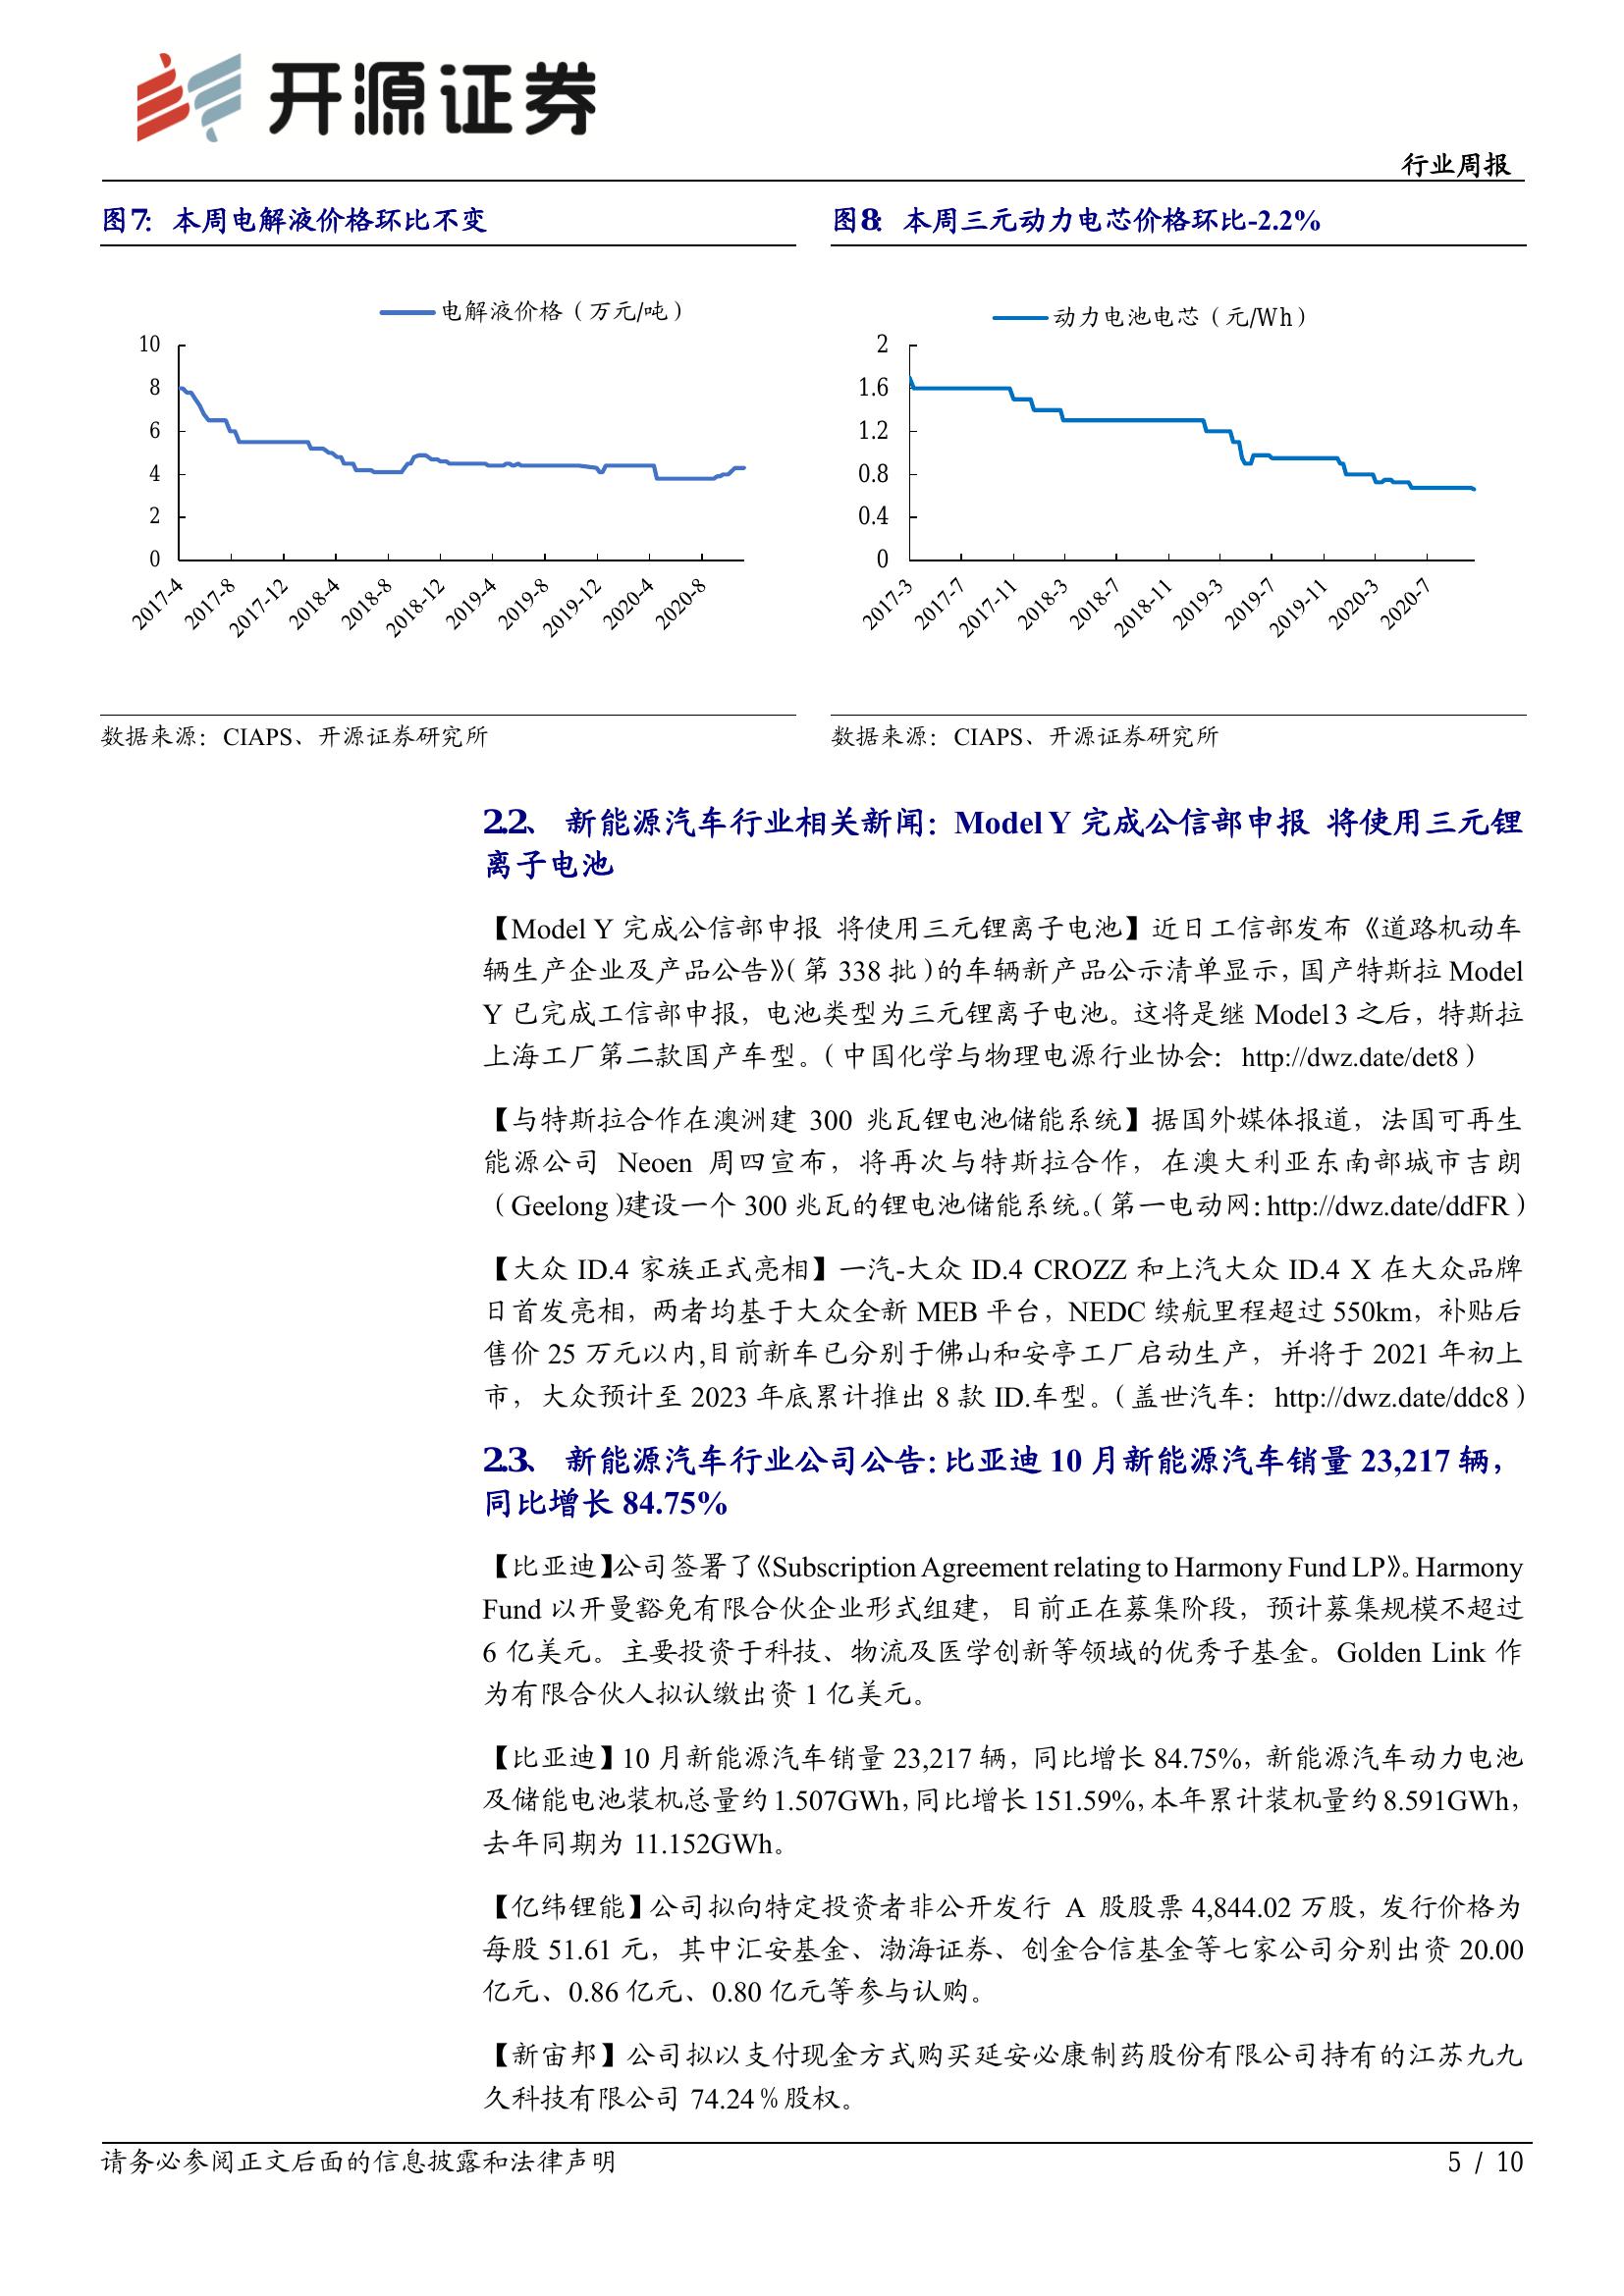 开源证券
行业周报
图7：本周电解液价格环比不变
图8：本周三元动力电芯价格环比-2.2%
电解液价格（万元/吨）
10
8
6
4
2
0
2017-4
2017-8
2017-12
2018-4
2018-8
2018-12
2019-4
2019-8
2019-12
2020-4
2020-8
动力电池电芯（元/Wh）
2
1.6
1.2
0.8
0.4
0
2017-3
2017-7
2017-11
2018-3
2018-7
2018-11
2019-3
2019-7
2019-11
2020-3
2020-7
数据来源：CIAPS、开源证券研究所
数据来源：CIAPS、开源证券研究所
2.2、 新能源汽车行业相关新闻：Model Y 完成公信部申报 将使用三元锂
离子电池
【Model Y 完成公信部申报 将使用三元锂离子电池】近日工信部发布《道路机动车
辆生产企业及产品公告》（第 338 批）的车辆新产品公示清单显示，国产特斯拉 Model
Y 已完成工信部申报，电池类型为三元锂离子电池。这将是继 Model 3 之后，特斯拉
上海工厂第二款国产车型。（中国化学与物理电源行业协会：http://dwz.date/det8）
【与特斯拉合作在澳洲建 300 兆瓦锂电池储能系统】据国外媒体报道，法国可再生
能源公司 Neoen 周四宣布，将再次与特斯拉合作，在澳大利亚东南部城市吉朗
（Geelong）建设一个 300 兆瓦的锂电池储能系统。（第一电动网：http://dwz.date/ddFR）
【大众 ID.4 家族正式亮相】一汽-大众 ID.4 CROZZ 和上汽大众 ID.4 X 在大众品牌
日首发亮相，两者均基于大众全新 MEB 平台，NEDC 续航里程超过 550km，补贴后
售价 25 万元以内,目前新车已分别于佛山和安亭工厂启动生产，并将于 2021 年初上
市，大众预计至 2023 年底累计推出 8 款 ID.车型。（盖世汽车：http://dwz.date/ddc8）
2.3、 新能源汽车行业公司公告：比亚迪 10 月新能源汽车销量 23,217 辆，
同比增长 84.75%
【比亚迪】公司签署了《Subscription Agreement relating to Harmony Fund LP》。Harmony
Fund 以开曼豁免有限合伙企业形式组建，目前正在募集阶段，预计募集规模不超过
6 亿美元。主要投资于科技、物流及医学创新等领域的优秀子基金。Golden Link 作
为有限合伙人拟认缴出资 1 亿美元。
【比亚迪】10 月新能源汽车销量 23,217 辆，同比增长 84.75%，新能源汽车动力电池
及储能电池装机总量约 1.507GWh，同比增长 151.59%，本年累计装机量约 8.591GWh，
去年同期为 11.152GWh。
【亿纬锂能】公司拟向特定投资者非公开发行 A 股股票 4,844.02 万股，发行价格为
每股 51.61 元，其中汇安基金、渤海证券、创金合信基金等七家公司分别出资 20.00
亿元、0.86 亿元、0.80 亿元等参与认购。
【新宙邦】公司拟以支付现金方式购买延安必康制药股份有限公司持有的江苏九九
久科技有限公司 74.24％股权。
请务必参阅正文后面的信息披露和法律声明
5 / 10